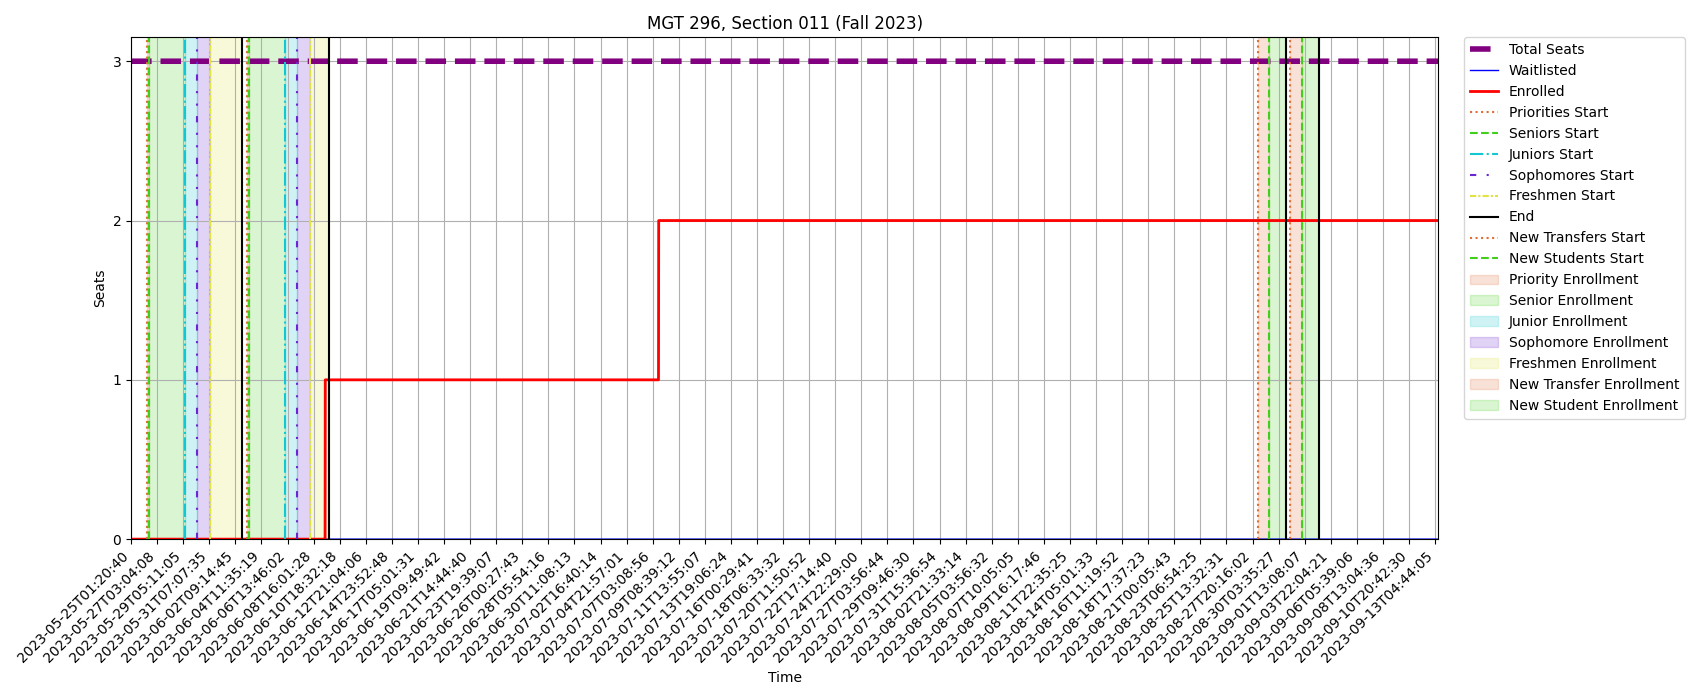 MGT 296, Section 011 (Fall 2023)
3
2
1
0
Seats
2023-05-25T01:20:40
2023-05-27T03:04:08
2023-05-29T05:11:05
2023-05-31T07:07:35
2023-06-02T09:14:45
2023-06-04T11:35:19
2023-06-06T13:46:02
2023-06-08T16:01:28
2023-06-10T18:32:18
2023-06-12T21:04:06
2023-06-14T23:52:48
2023-06-17T05:01:31
2023-06-19T09:49:42
2023-06-21T14:44:40
2023-06-23T19:39:07
2023-06-26T00:27:43
2023-06-28T05:54:16
2023-06-30T11:08:13
2023-07-02T16:40:14
2023-07-04T21:57:01
2023-07-07T03:08:56
2023-07-09T08:39:12
2023-07-11T13:55:07
2023-07-13T19:06:24
2023-07-16T00:29:41
2023-07-18T06:33:32
2023-07-20T11:50:52
2023-07-22T17:14:40
2023-07-24T22:29:00
2023-07-27T03:56:44
2023-07-29T09:46:30
2023-07-31T15:36:54
2023-08-02T21:33:14
2023-08-05T03:56:32
2023-08-07T10:05:05
2023-08-09T16:17:46
2023-08-11T22:35:25
2023-08-14T05:01:33
2023-08-16T11:19:52
2023-08-18T17:37:23
2023-08-21T00:05:43
2023-08-23T06:54:25
2023-08-25T13:32:31
2023-08-27T20:16:02
2023-08-30T03:35:27
2023-09-01T13:08:07
2023-09-03T22:04:21
2023-09-06T05:39:06
2023-09-08T13:04:36
2023-09-10T20:42:30
2023-09-13T04:44:05
Time
Total Seats
Waitlisted
Enrolled
Priorities Start
Seniors Start
Juniors Start
Sophomores Start
Freshmen Start
End
New Transfers Start
New Students Start
Priority Enrollment
Senior Enrollment
Junior Enrollment
Sophomore Enrollment
Freshmen Enrollment
New Transfer Enrollment
New Student Enrollment